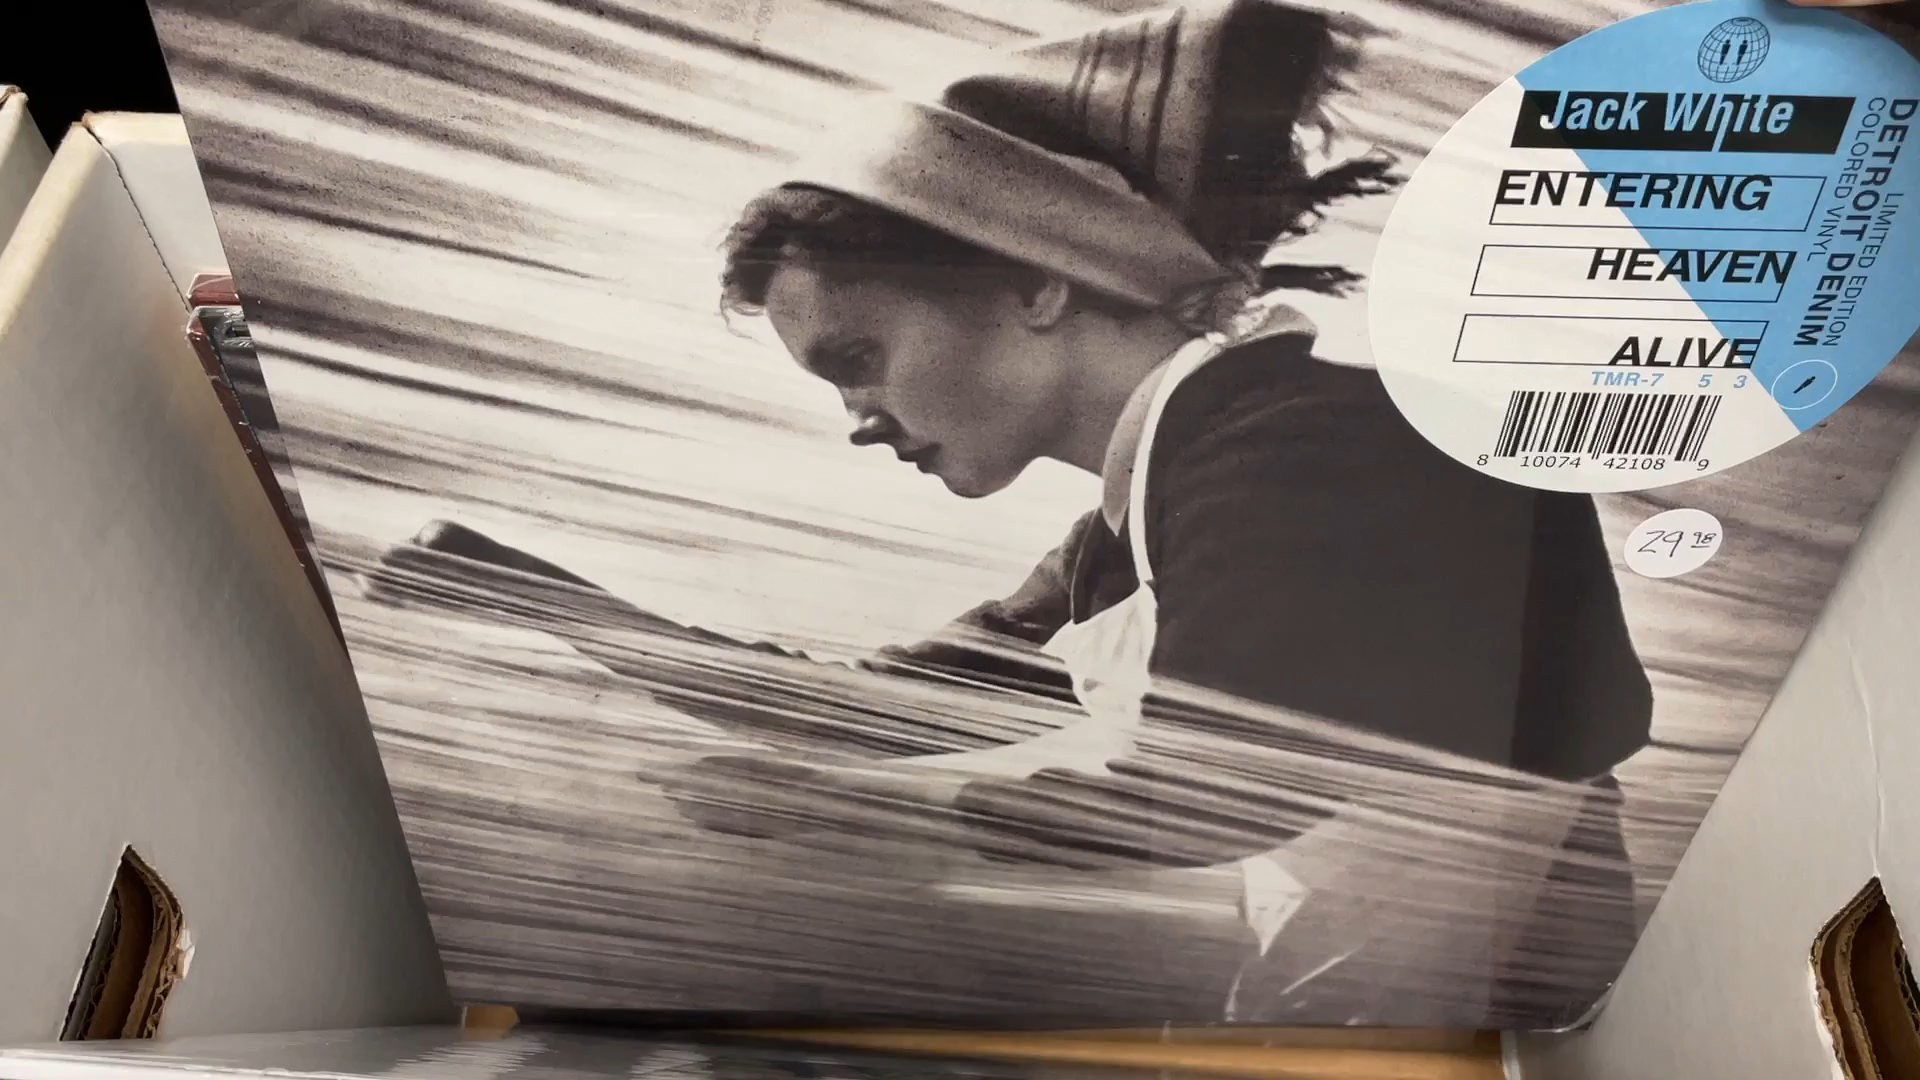 Jack White
ENTERING
HEAVEN
ALIVE
TMR-7 5 3
8 10074 42108 9
LIMITED EDITION
DETROIT DENIM
COLORED VINYL
29 98